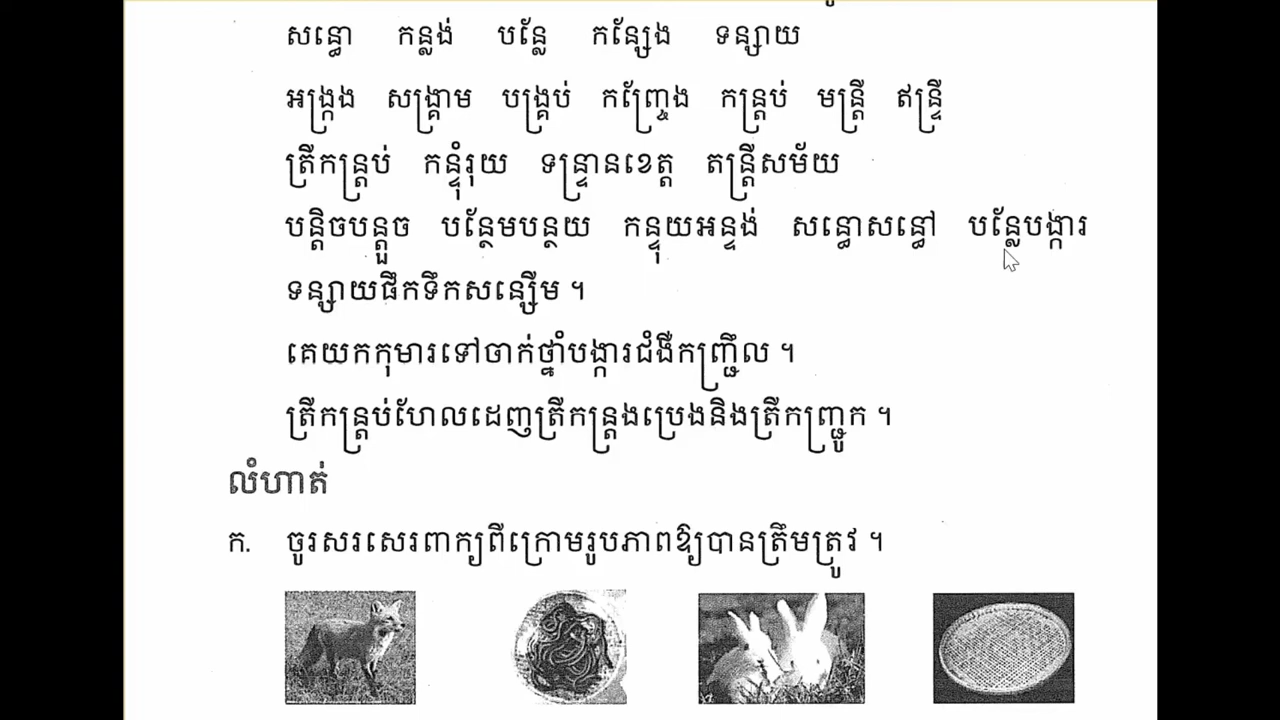 សន្ធោ កន្លង់ បន្លែ កន្សែង ទន្សាយ
អង្ក្រង សង្គ្រាម បង្គ្រប់ កញ្ច្រែង កន្ត្រប់ មន្ត្រី ឥន្ទ្រី
ត្រីកន្ត្រប់ កន្ទុំរុយ ទន្ទ្រានខេត្ត តន្ត្រីសម័យ
បន្តិចបន្តួច បន្ថែមបន្ថយ កន្ទុយអន្ទង់ សន្ធោសន្ធៅ បន្លែបង្ការ
ទន្សាយផឹកទឹកសន្សើម ។
គេយកកុមារទៅចាក់ថ្នាំបង្ការជំងឺកញ្ជ្រឹល ។
ត្រីកន្ត្រប់ហែលដេញត្រីកន្ត្រងប្រេងនិងត្រីកញ្ជ្រូក ។
លំហាត់
ក. ចូរសរសេរពាក្យពីក្រោមរូបភាពឱ្យបានត្រឹមត្រូវ ។